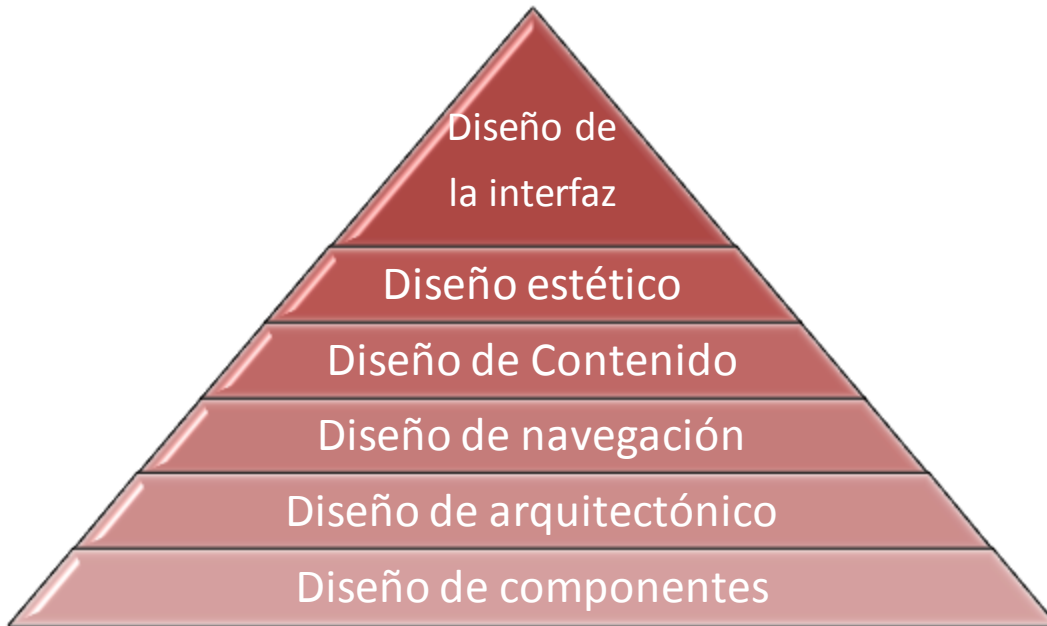 Diseño de
la interfaz
Diseño estético
Diseño de Contenido
Diseño de navegación
Diseño de arquitectónico
Diseño de componentes